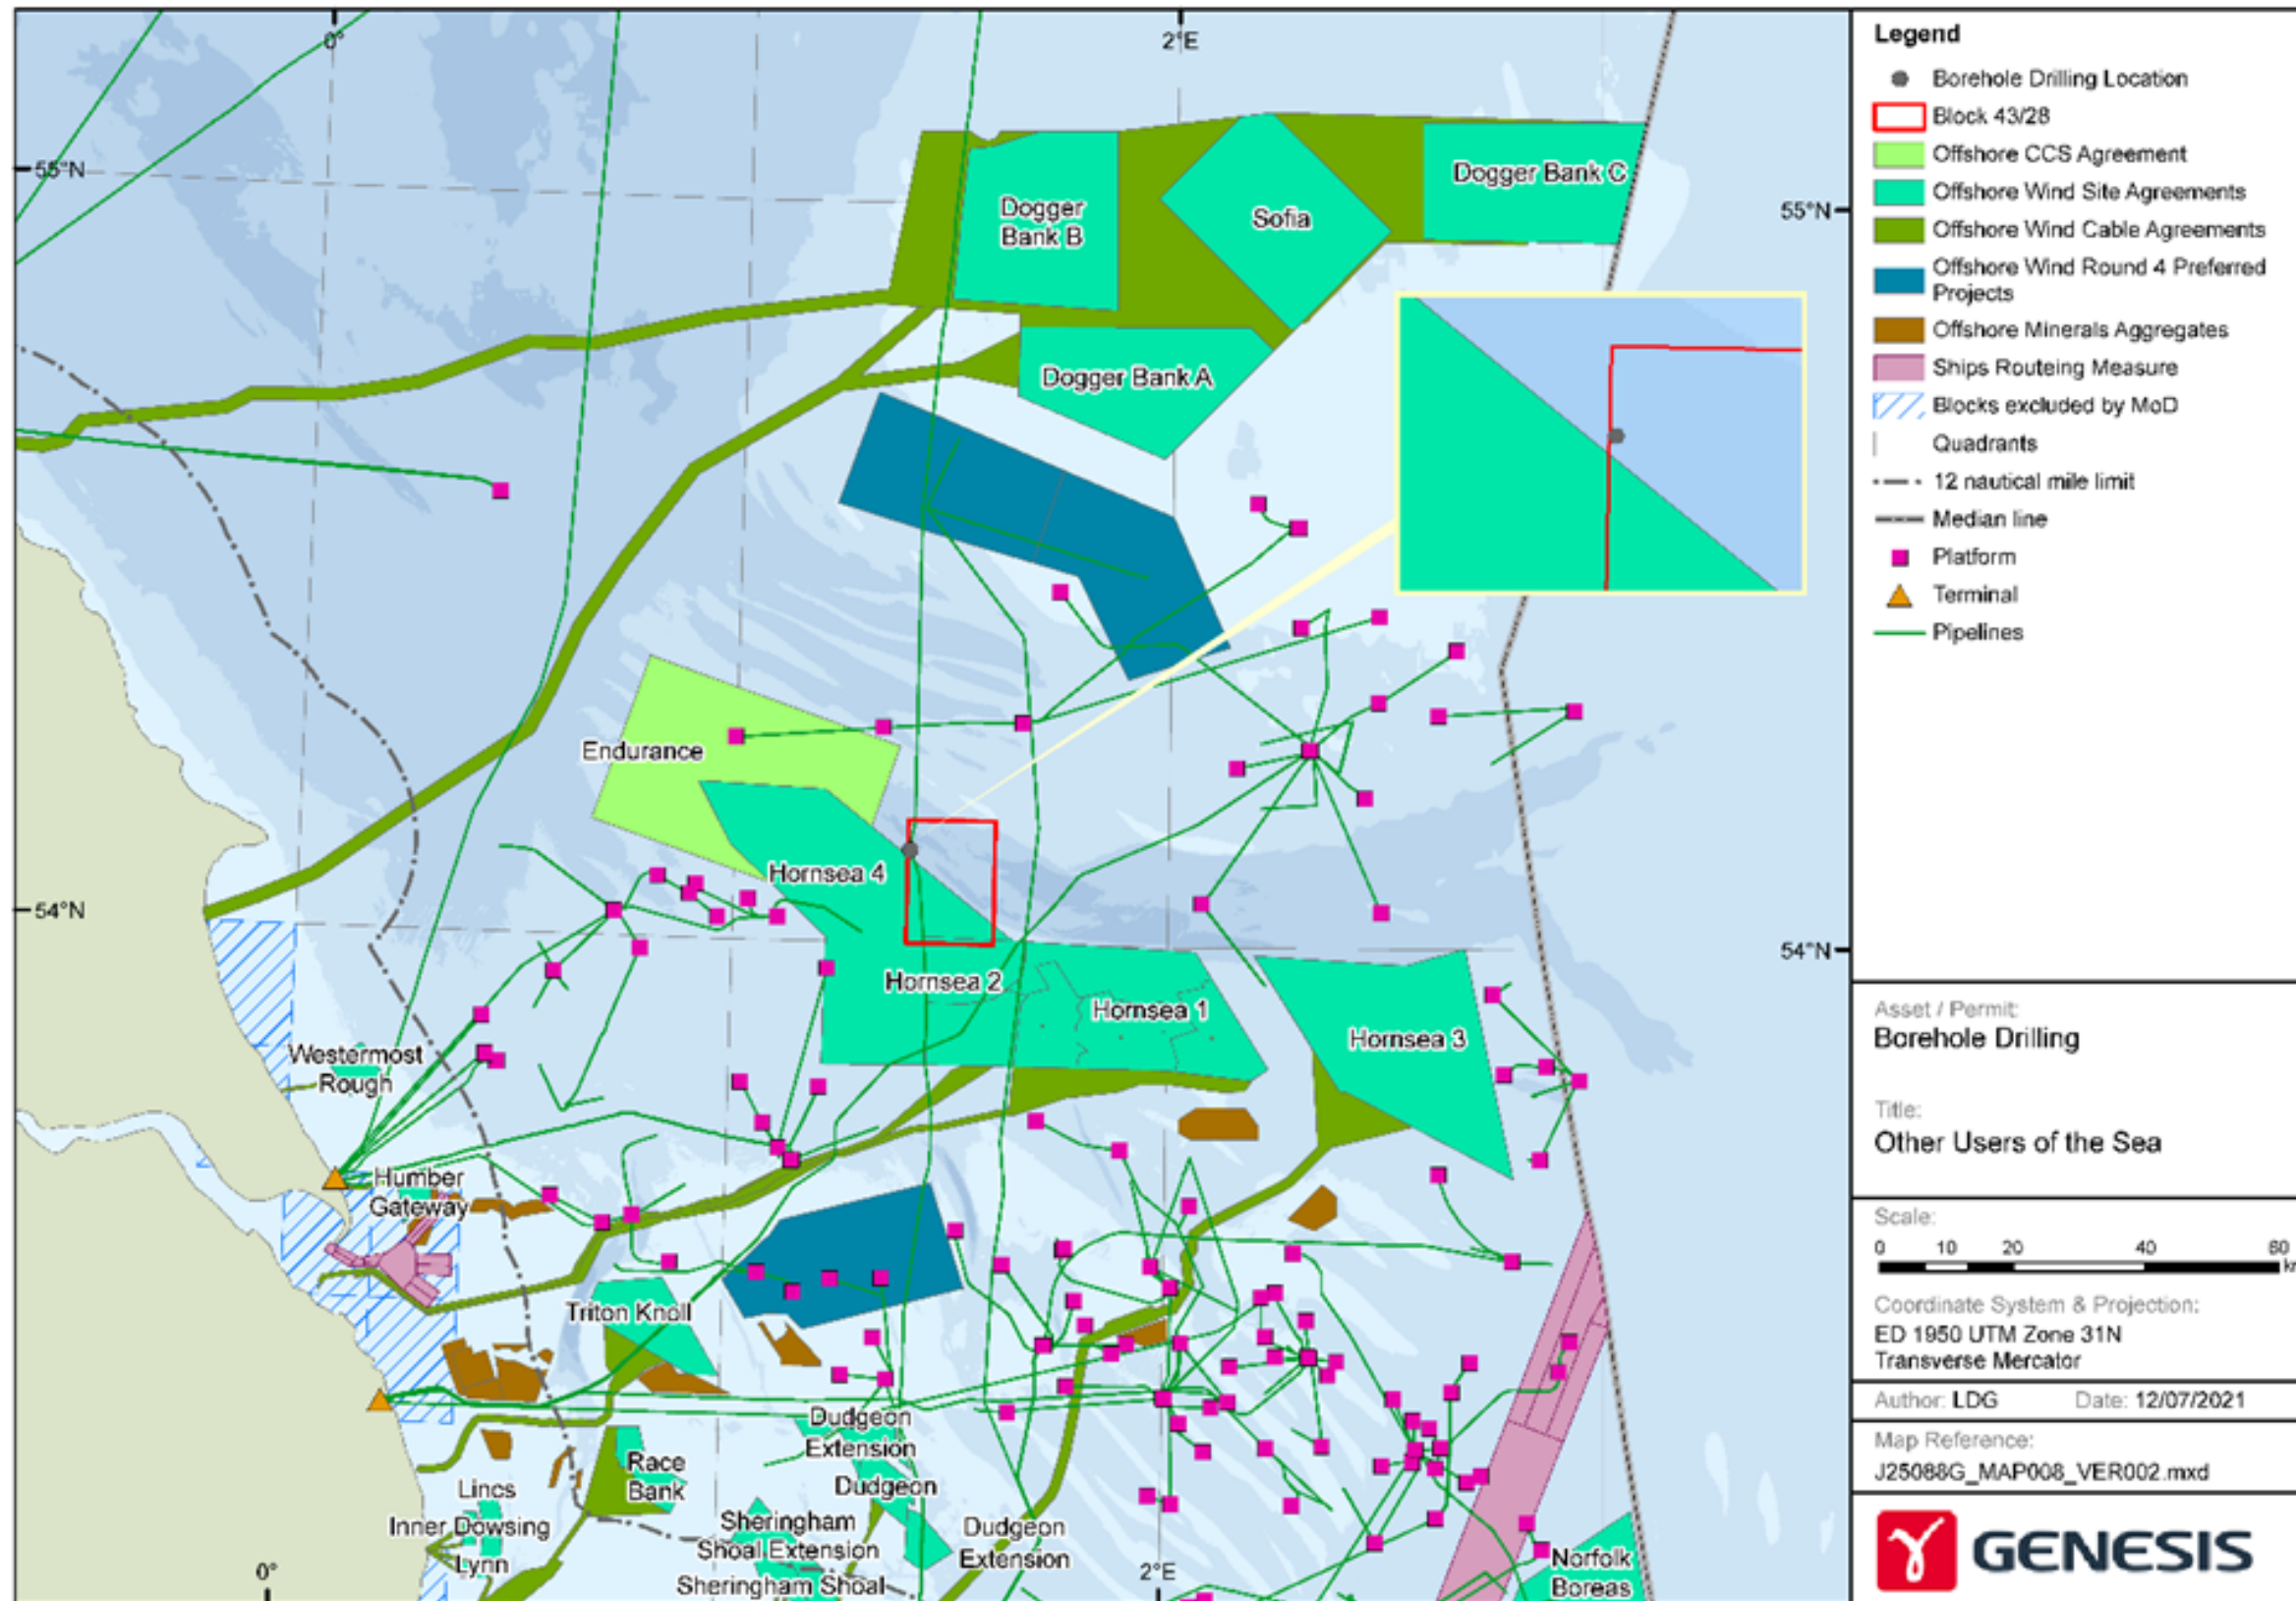 0°
2°E
55°N
55°N
Dogger
Bank B
Sofia
Dogger Bank C
Dogger Bank A
Endurance
Hornsea 4
54°N
54°N
Hornsea 2
Hornsea 1
Hornsea 3
Westermost
Rough
Humber
Gateway
Triton Knoll
Dudgeon
Extension
Race
Bank
Dudgeon
Lincs
Inner Dowsing
Lynn
Sheringham
Shoal Extension
Sheringham Shoal
Dudgeon
Extension
Norfolk
Boreas
0°
2°E
Legend
Borehole Drilling Location
Block 43/28
Offshore CCS Agreement
Offshore Wind Site Agreements
Offshore Wind Cable Agreements
Offshore Wind Round 4 Preferred
Projects
Offshore Minerals Aggregates
Ships Routeing Measure
Blocks excluded by MoD
Quadrants
12 nautical mile limit
Median line
Platform
Terminal
Pipelines
Asset / Permit:
Borehole Drilling
Title:
Other Users of the Sea
Scale:
0 10 20 40 60
Coordinate System & Projection:
ED 1950 UTM Zone 31N
Transverse Mercator
Author: LDG Date: 12/07/2021
Map Reference:
J25088G_MAP008_VER002.mxd
GENESIS